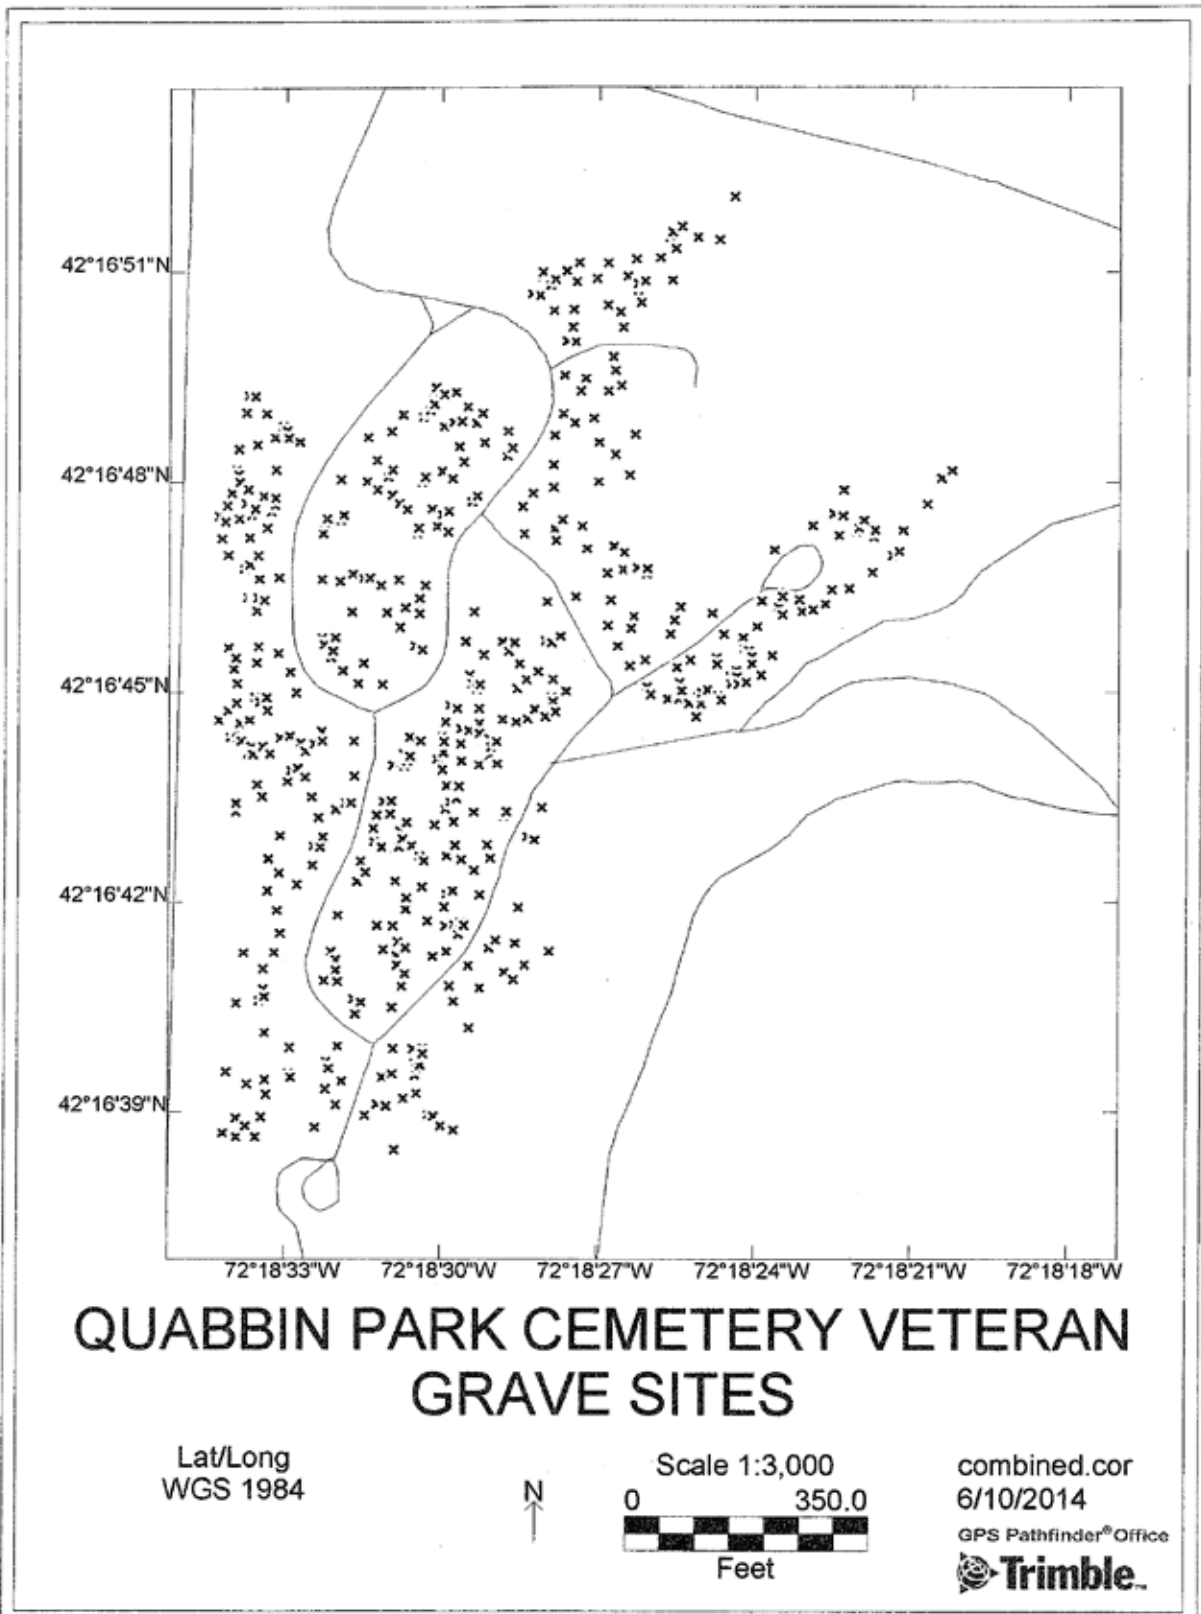 42°16'51"N
42°16'48"N
42°16'45"N
42°16'42"N
42°16'39"N
72°18'33"W 72°18'30"W 72°18'27"W 72°18'24"W 72°18'21"W 72°18'18"W
QUABBIN PARK CEMETERY VETERAN
GRAVE SITES
Lat/Long
WGS 1984
N
Scale 1:3,000
0 350.0
Feet
combined.cor
6/10/2014
GPS Pathfinder® Office
Trimble™